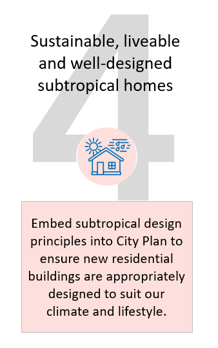 4
Sustainable, liveable
and well-designed
subtropical homes
Embed subtropical design
principles into City Plan to
ensure new residential
buildings are appropriately
designed to suit our
climate and lifestyle.